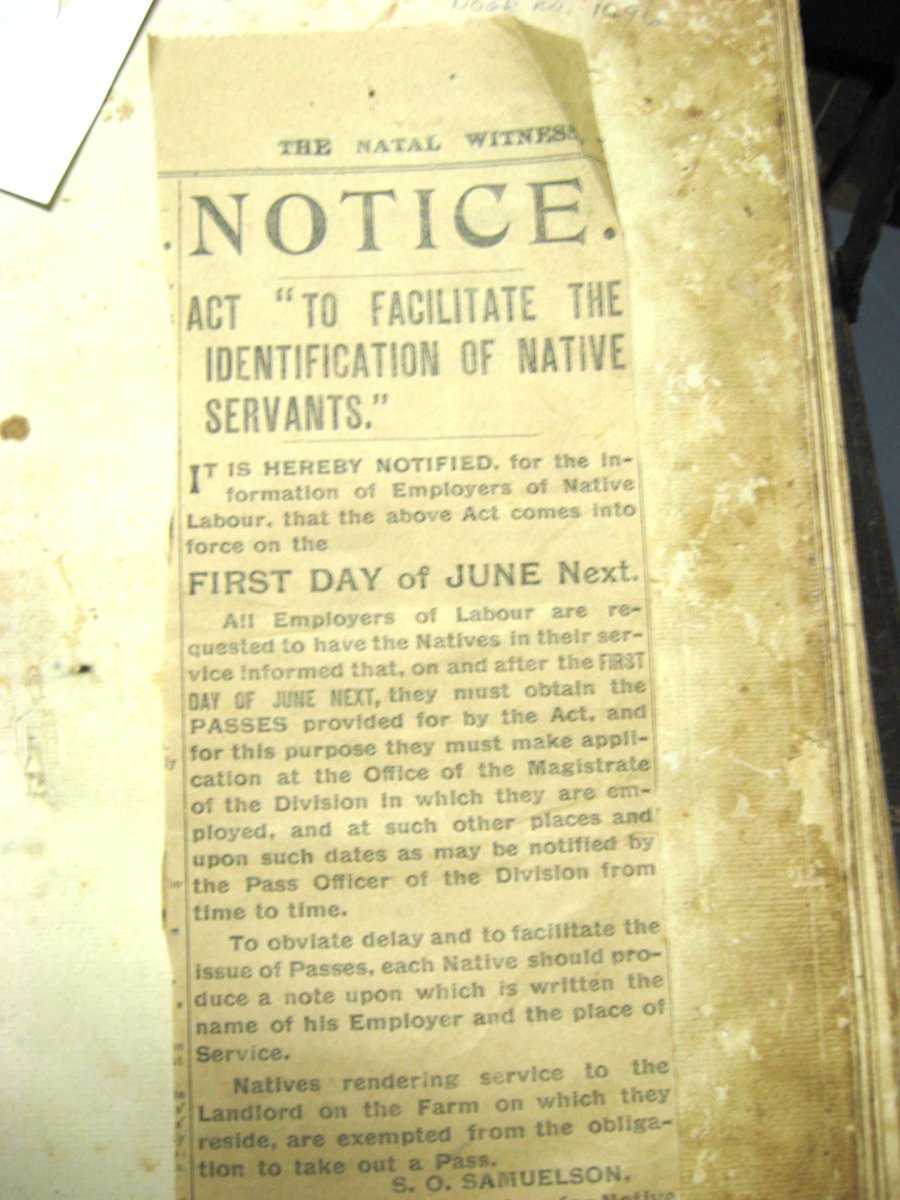 THE NATAL WITNESS,
NOTICE.
ACT "TO FACILITATE THE
IDENTIFICATION OF NATIVE
SERVANTS."
IT IS HEREBY NOTIFIED, for the in-
formation of Employers of Native
Labour, that the above Act comes into
force on the
FIRST DAY of JUNE Next.
All Employers of Labour are re-
quested to have the Natives in their ser-
vice informed that, on and after the FIRST
DAY OF JUNE NEXT, they must obtain the
PASSES provided for by the Act, and
for this purpose they must make appli-
cation at the Office of the Magistrate
of the Division in which they are em-
ployed, and at such other places and
upon such dates as may be notified by
the Pass Officer of the Division from
time to time.
To obviate delay and to facilitate the
issue of Passes, each Native should pro-
duce a note upon which is written the
name of his Employer and the place of
Service.
Natives rendering service to the
Landlord on the Farm on which they
reside, are exempted from the obliga-
tion to take out a Pass.
S. O. SAMUELSON,
for Native